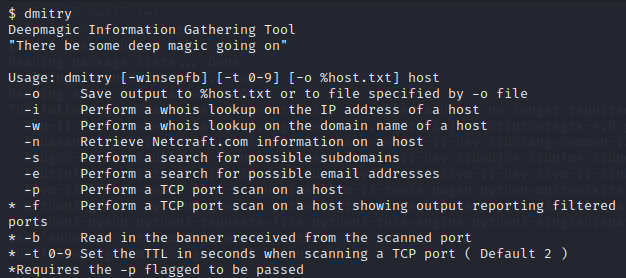 $ dmitry
Deepmagic Information Gathering Tool
"There be some deep magic going on"
Usage: dmitry [-winsepfb] [-t 0-9] [-o %host.txt] host
-o Save output to %host.txt or to file specified by -o file
-i Perform a whois lookup on the IP address of a host
-w Perform a whois lookup on the domain name of a host
-n Retrieve Netcraft.com information on a host
-s Perform a search for possible subdomains
-e Perform a search for possible email addresses
-p Perform a TCP port scan on a host
* -f Perform a TCP port scan on a host showing output reporting filtered
ports
* -b Read in the banner received from the scanned port
* -t 0-9 Set the TTL in seconds when scanning a TCP port ( Default 2 )
*Requires the -p flagged to be passed